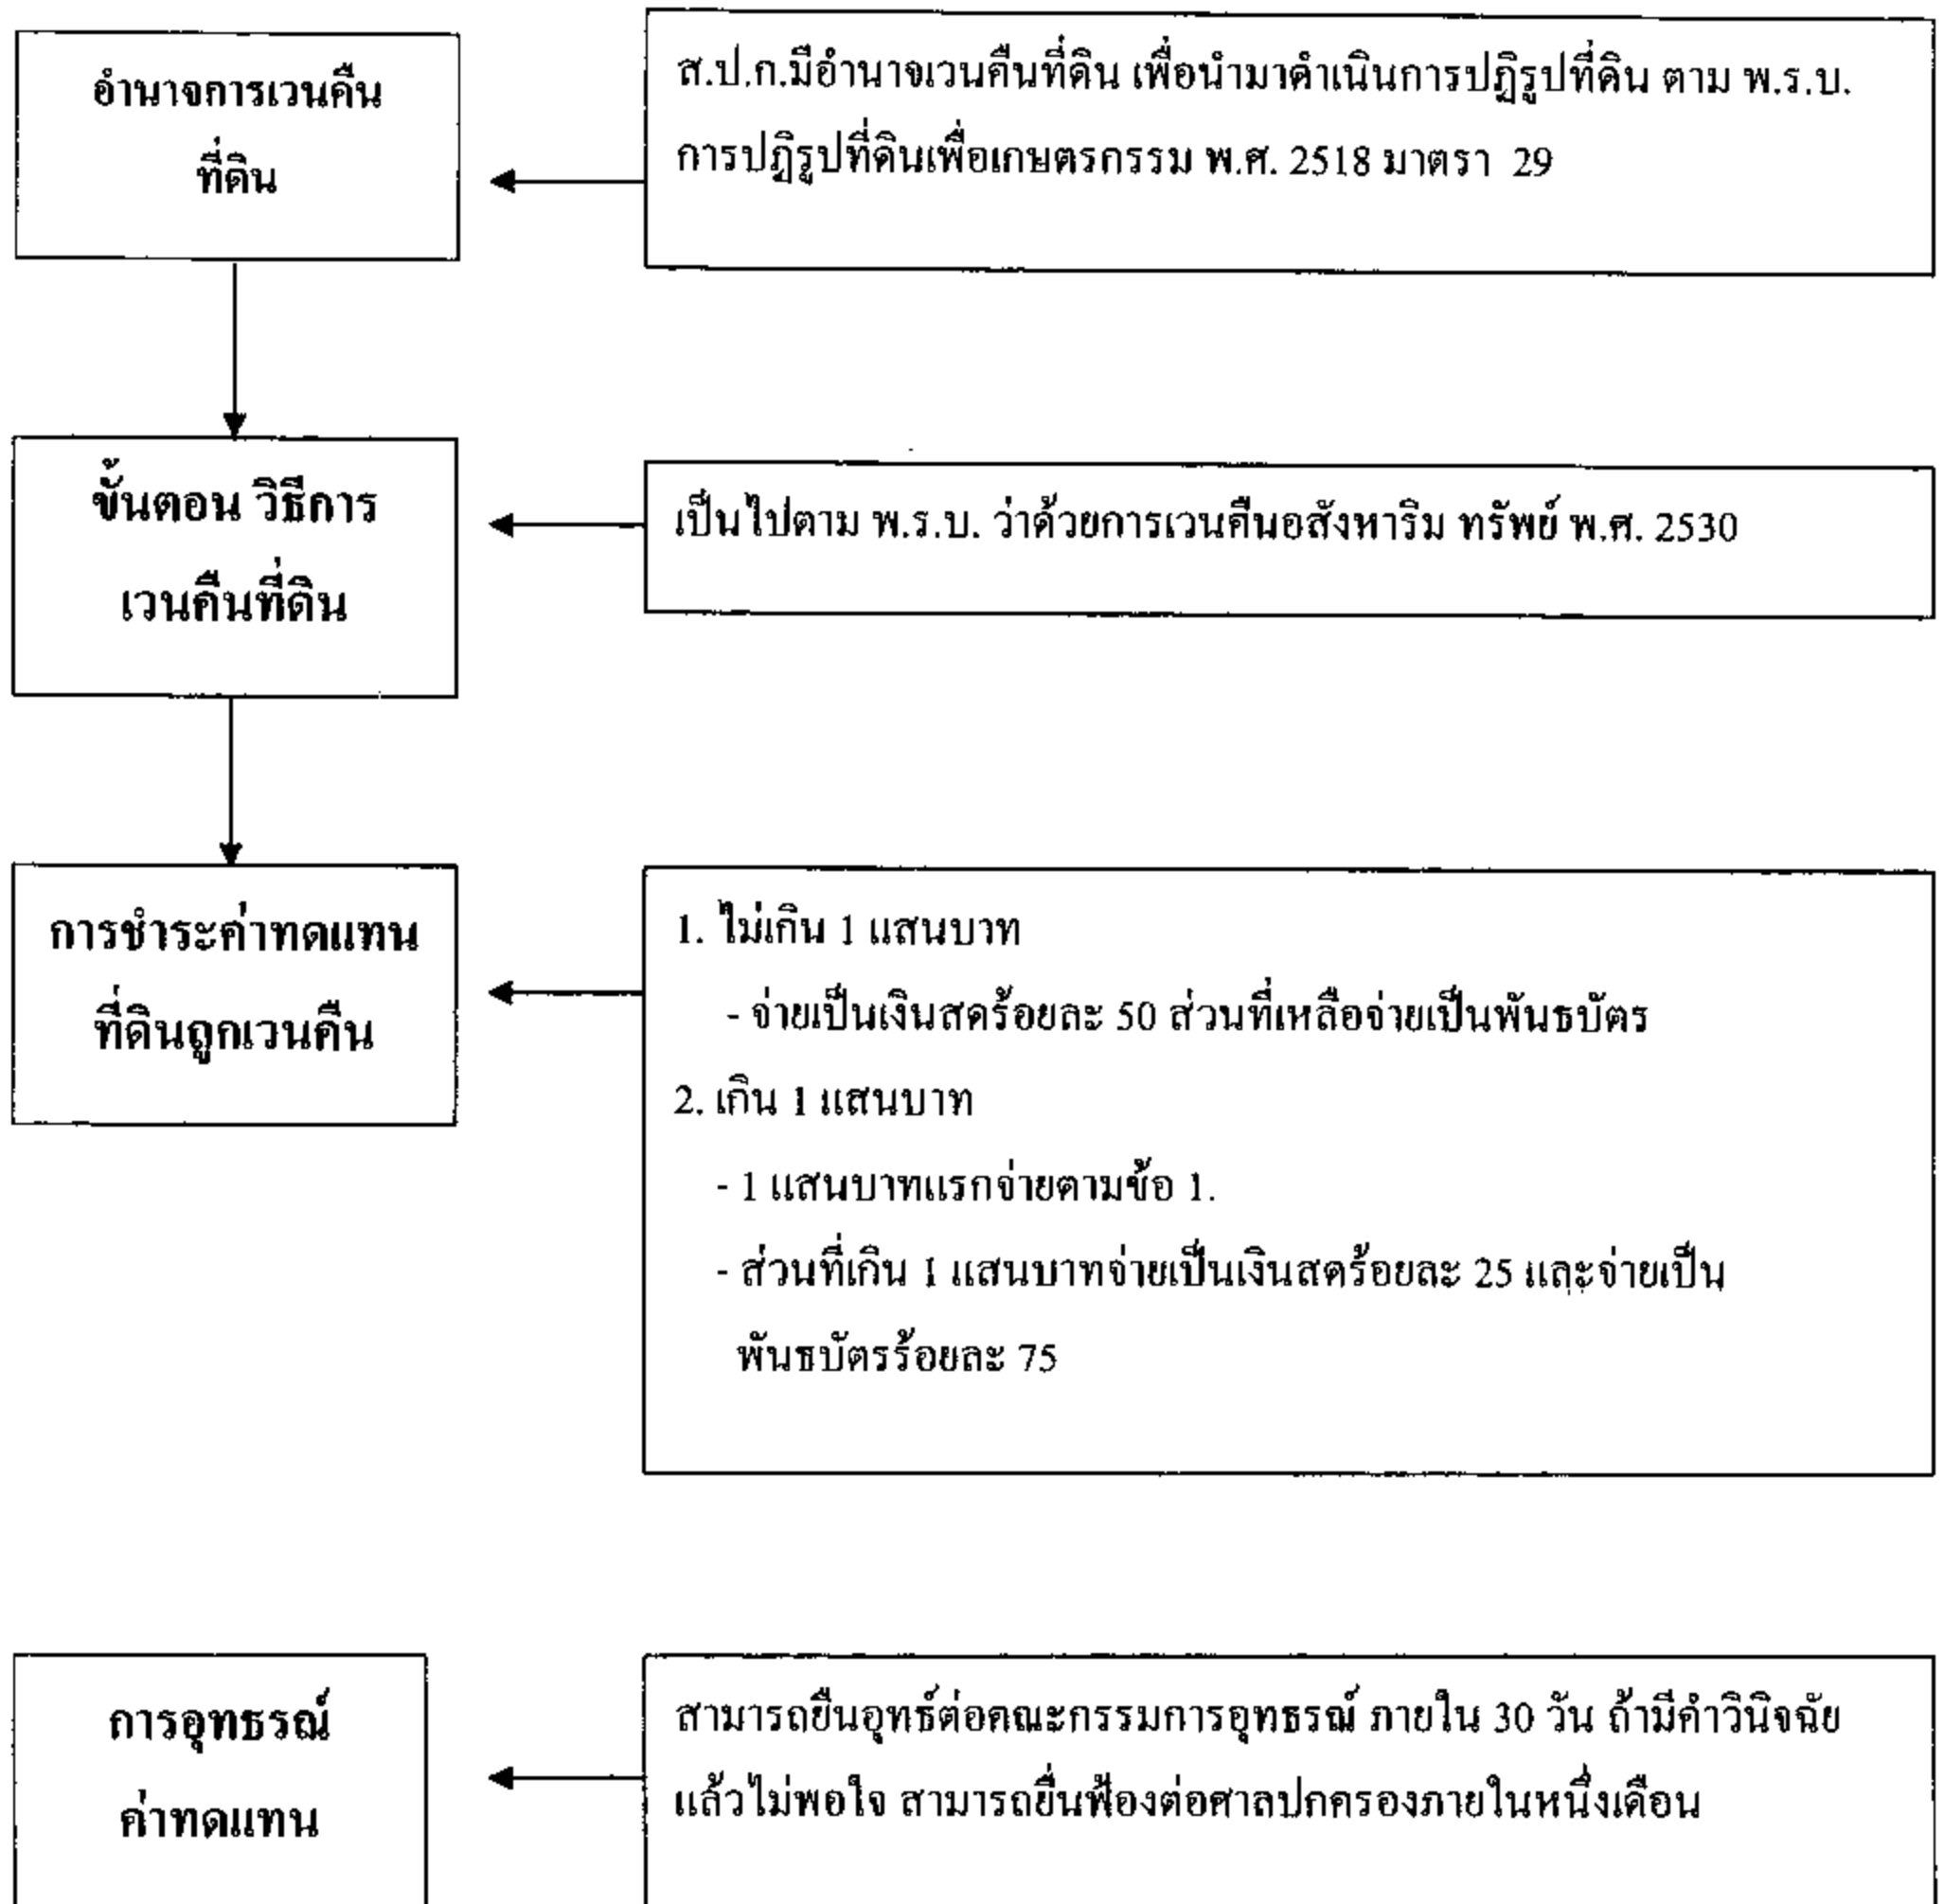 อำนาจการเวนคืน
ที่ดิน
ส.ป.ก.มีอำนาจเวนคืนที่ดิน เพื่อนำมาดำเนินการปฏิรูปที่ดิน ตาม พ.ร.บ.
การปฏิรูปที่ดินเพื่อเกษตรกรรม พ.ศ. 2518 มาตรา 29
ขั้นตอน วิธีการ
เวนคืนที่ดิน
เป็นไปตาม พ.ร.บ. ว่าด้วยการเวนคืนอสังหาริม ทรัพย์ พ.ศ. 2530
การชำระค่าทดแทน
ที่ดินถูกเวนคืน
1. ไม่เกิน 1 แสนบาท
- จ่ายเป็นเงินสดร้อยละ 50 ส่วนที่เหลือจ่ายเป็นพันธบัตร
2. เกิน 1 แสนบาท
- 1 แสนบาทแรกจ่ายตามข้อ 1.
- ส่วนที่เกิน 1 แสนบาทจ่ายเป็นเงินสดร้อยละ 25 และจ่ายเป็น
พันธบัตรร้อยละ 75
การอุทธรณ์
ค่าทดแทน
สามารถยืนอุทธ์ต่อคณะกรรมการอุทธรณ์ ภายใน 30 วัน ถ้ามีคำวินิจฉัย
แล้วไม่พอใจ สามารถยื่นฟ้องต่อศาลปกครองภายในหนึ่งเดือน